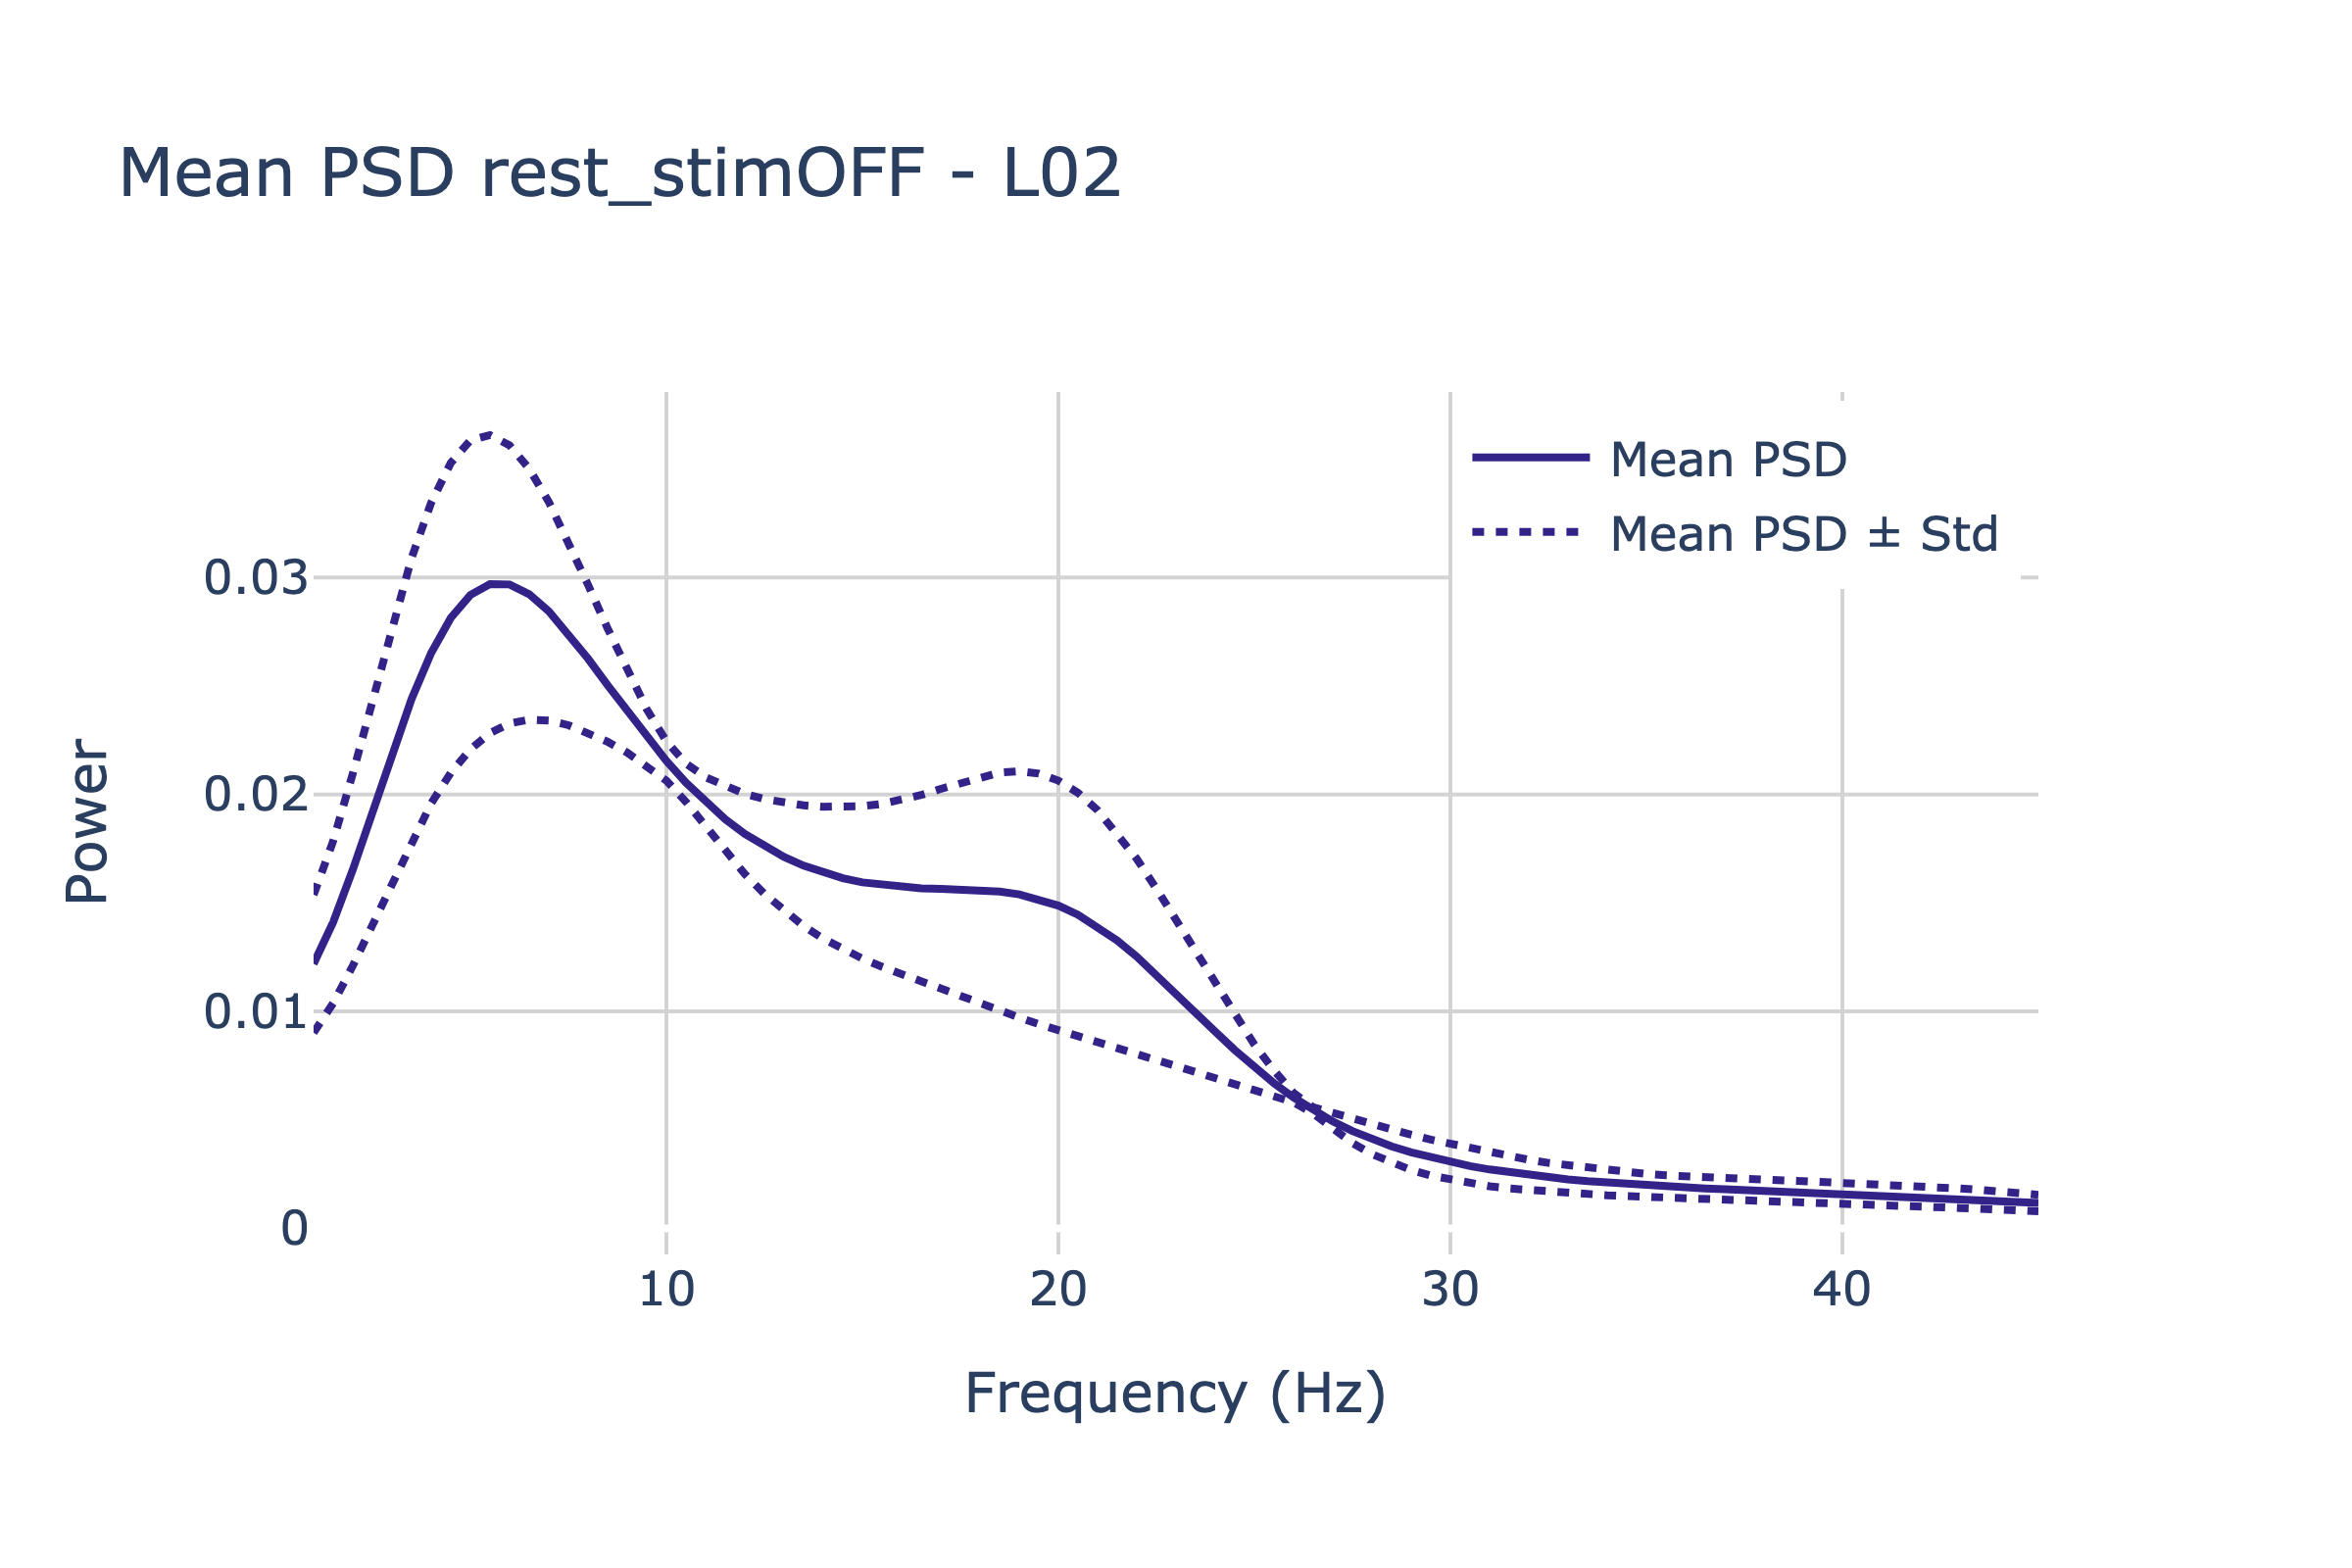 Mean PSD rest_stimOFF - L02
Mean PSD
Mean PSD ± Std
Power
0.03
0.02
0.01
0
10 20 30 40
Frequency (Hz)